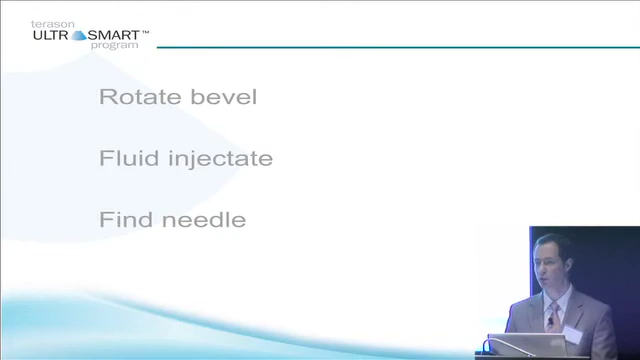 terason
ULTRASMART™
program
Rotate bevel
Fluid injectate
Find needle